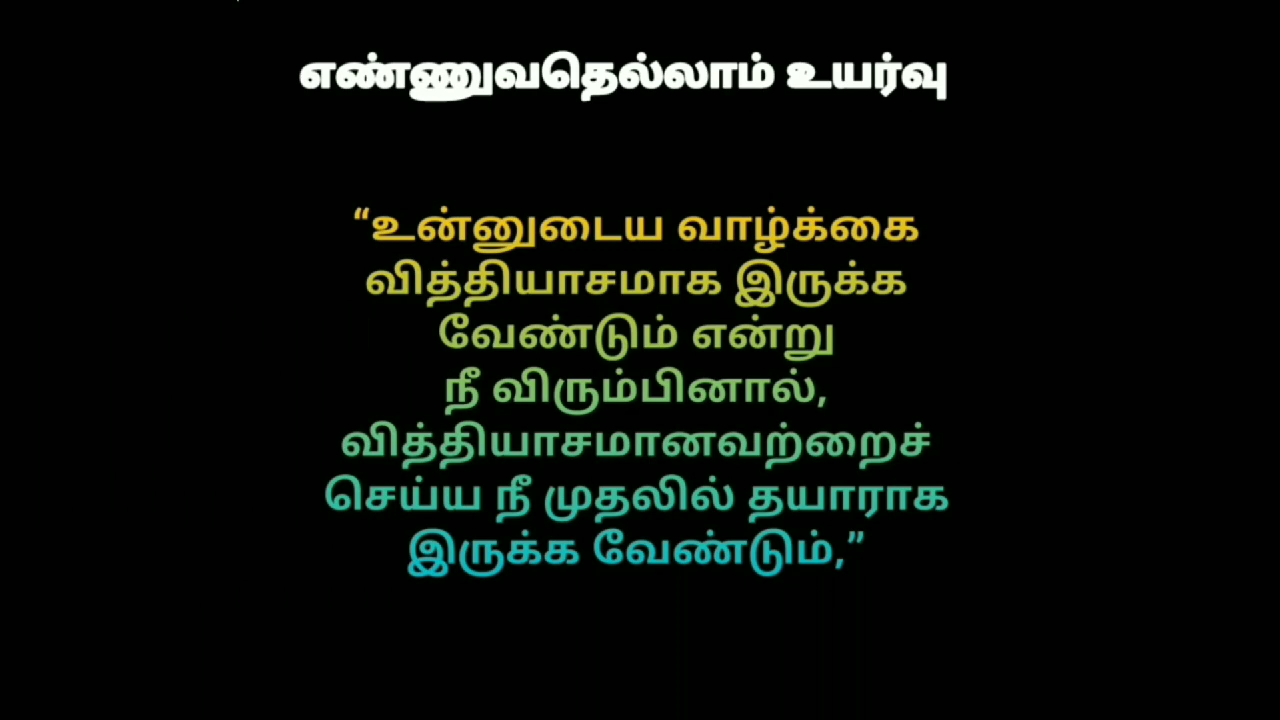 எண்ணுவதெல்லாம் உயர்வு
“உன்னுடைய வாழ்க்கை
வித்தியாசமாக இருக்க
வேண்டும் என்று
நீ விரும்பினால்,
வித்தியாசமானவற்றைச்
செய்ய நீ முதலில் தயாராக
இருக்க வேண்டும்,”